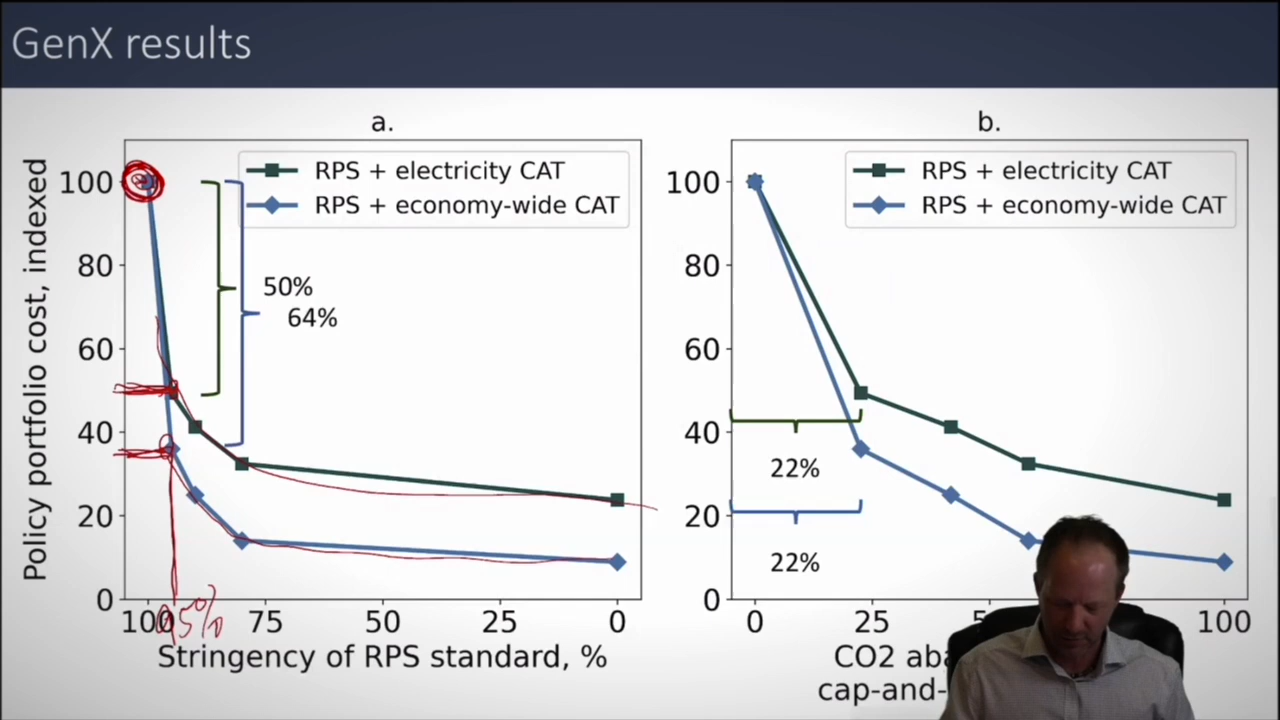 GenX results
a.
Policy portfolio cost, indexed
100
80
60
40
20
0
RPS + electricity CAT
RPS + economy-wide CAT
50%
64%
95%
100
75
50
25
0
Stringency of RPS standard, %
b.
100
80
60
40
20
0
RPS + electricity CAT
RPS + economy-wide CAT
22%
22%
0
25
100
CO2
cap-and-